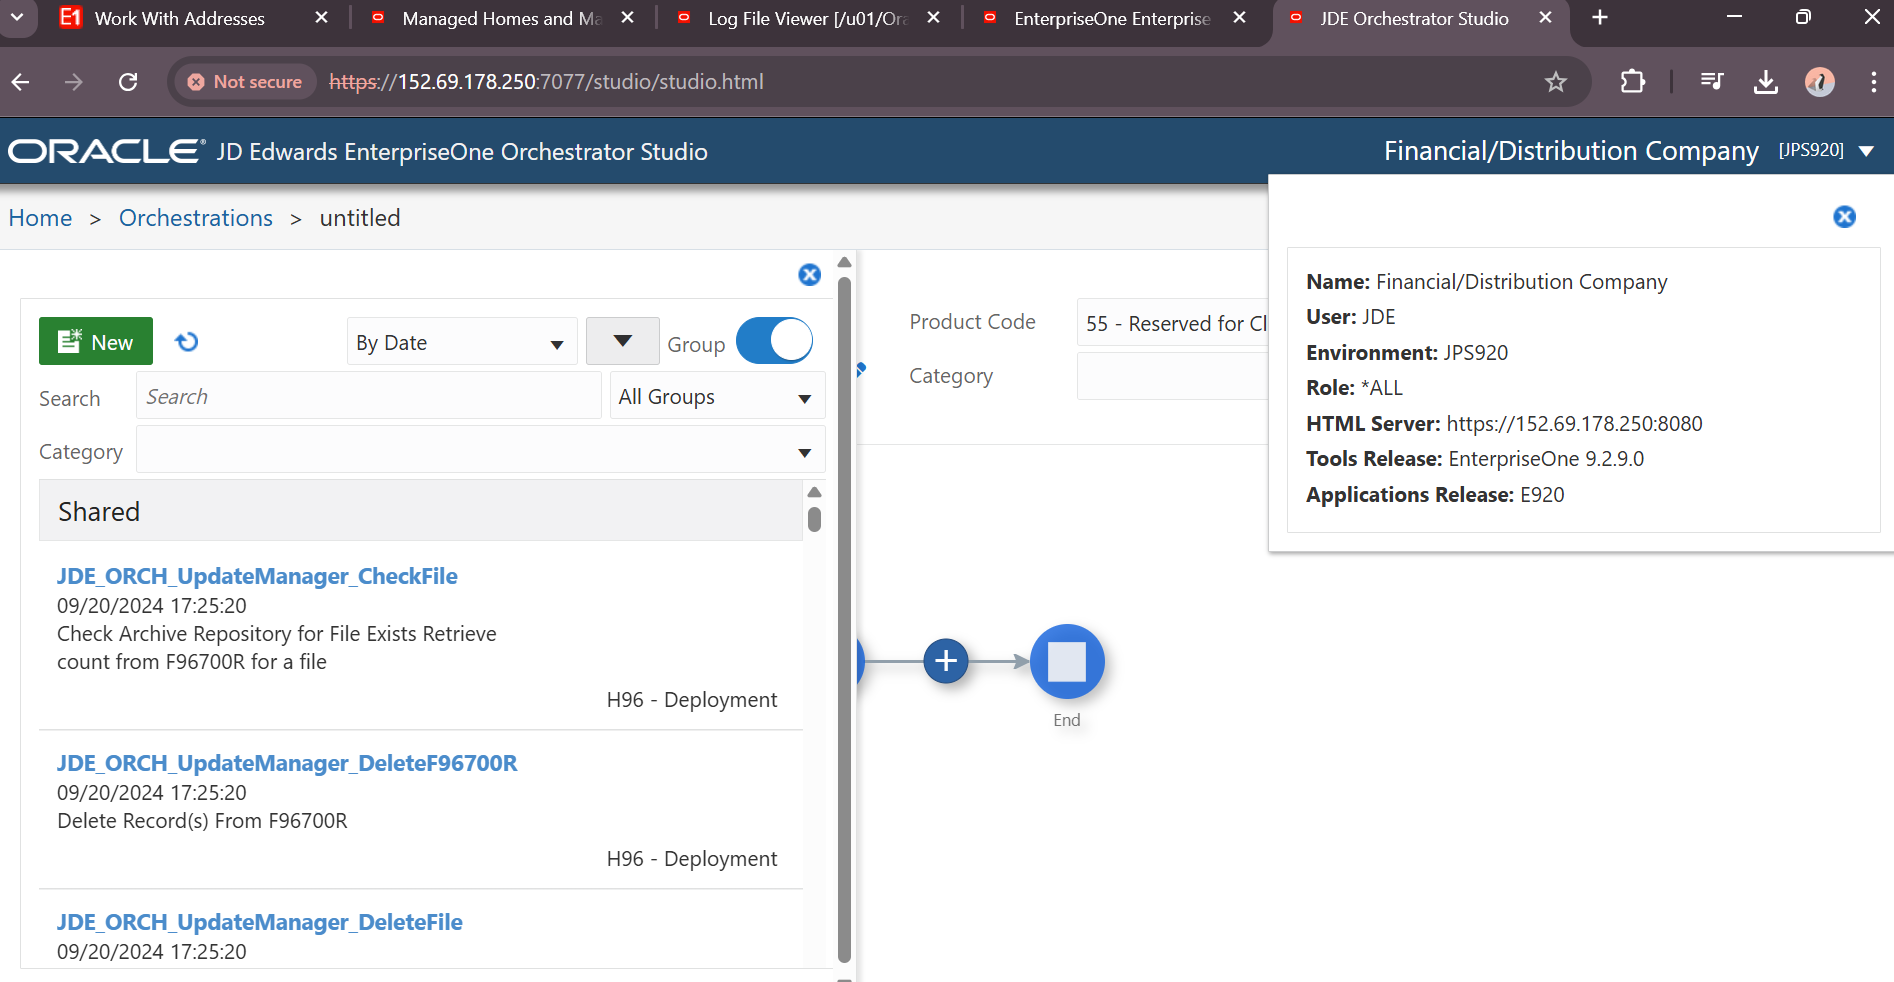 Work With Addresses
Managed Homes and Ma
Log File Viewer [/u01/Ora
EnterpriseOne Enterprise
JDE Orchestrator Studio
Not secure
https://152.69.178.250:7077/studio/studio.html
ORACLE® JD Edwards EnterpriseOne Orchestrator Studio
Financial/Distribution Company [JPS920]
Home > Orchestrations > untitled
New
By Date
Group
Search
Search
All Groups
Category
Shared
JDE_ORCH_UpdateManager_CheckFile
09/20/2024 17:25:20
Check Archive Repository for File Exists Retrieve
count from F96700R for a file
H96 - Deployment
JDE_ORCH_UpdateManager_DeleteF96700R
09/20/2024 17:25:20
Delete Record(s) From F96700R
H96 - Deployment
JDE_ORCH_UpdateManager_DeleteFile
09/20/2024 17:25:20
Product Code
55 - Reserved for Cl
Category
End
Name: Financial/Distribution Company
User: JDE
Environment: JPS920
Role: *ALL
HTML Server: https://152.69.178.250:8080
Tools Release: EnterpriseOne 9.2.9.0
Applications Release: E920